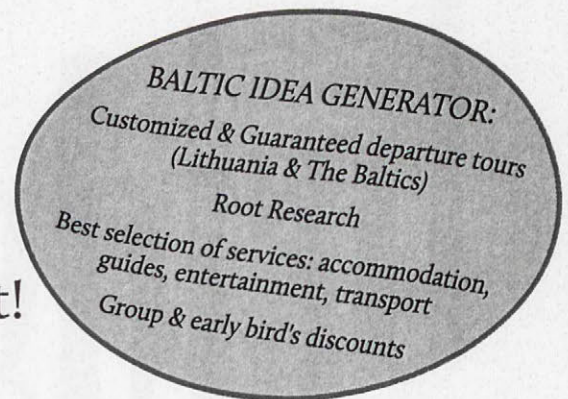 BALTIC IDEA GENERATOR:
Customized & Guaranteed departure tours
(Lithuania & The Baltics)
Root Research
Best selection of services: accommodation,
guides, entertainment, transport
Group & early bird's discounts